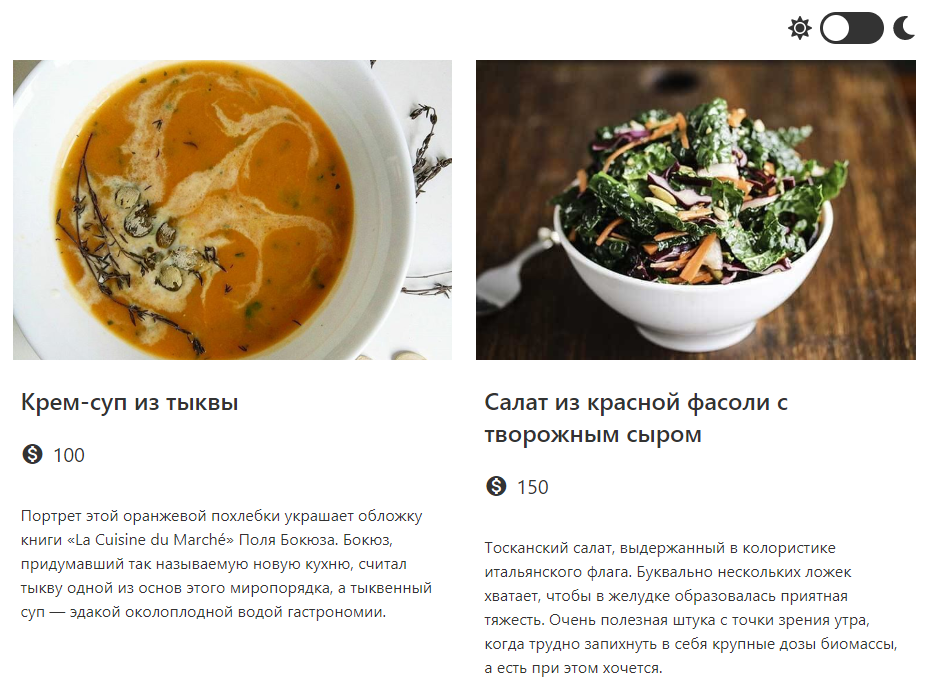 Крем-суп из тыквы
100
Портрет этой оранжевой похлебки украшает обложку
книги «La Cuisine du Marché» Поля Бокюза. Бокюз,
придумавший так называемую новую кухню, считал
тыкву одной из основ этого миропорядка, а тыквенный
суп — эдакой околоплодной водой гастрономии.
Салат из красной фасоли с
творожным сыром
150
Тосканский салат, выдержанный в колористике
итальянского флага. Буквально нескольких ложек
хватает, чтобы в желудке образовалась приятная
тяжесть. Очень полезная штука с точки зрения утра,
когда трудно запихнуть в себя крупные дозы биомассы,
а есть при этом хочется.